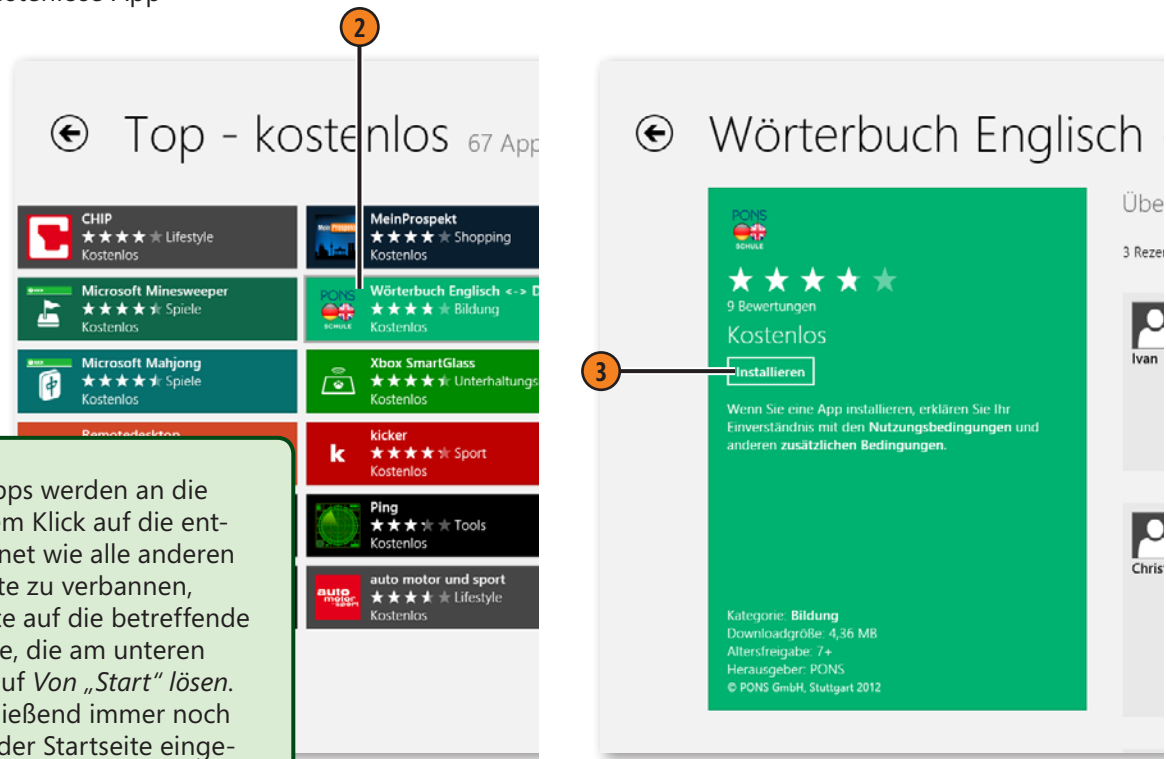 kostenlose App
2
Top - kostenlos 67 App
CHIP
Lifestyle
Kostenlos
Microsoft Minesweeper
Spiele
Kostenlos
Microsoft Mahjong
Spiele
Kostenlos
Remotedesktop
MeinProspekt
Shopping
Kostenlos
PONS
SCHULE
Wörterbuch Englisch <-> D
Bildung
Kostenlos
Xbox SmartGlass
Unterhaltungs
Kostenlos
k
kicker
Sport
Kostenlos
Ping
Tools
Kostenlos
auto motor und sport
auto motor und sport
Lifestyle
Kostenlos
pps werden an die
em Klick auf die ent-
net wie alle anderen
te zu verbannen,
te auf die betreffende
e, die am unteren
uf Von „Start“ lösen.
ließend immer noch
der Startseite einge-
Wörterbuch Englisch
PONS
SCHULE
9 Bewertungen
Kostenlos
3
Installieren
Wenn Sie eine App installieren, erklären Sie Ihr
Einverständnis mit den Nutzungsbedingungen und
anderen zusätzlichen Bedingungen.
Kategorie: Bildung
Downloadgröße: 4,36 MB
Altersfreigabe: 7+
Herausgeber: PONS
© PONS GmbH, Stuttgart 2012
Übe
3 Rezen
Ivan
Christ